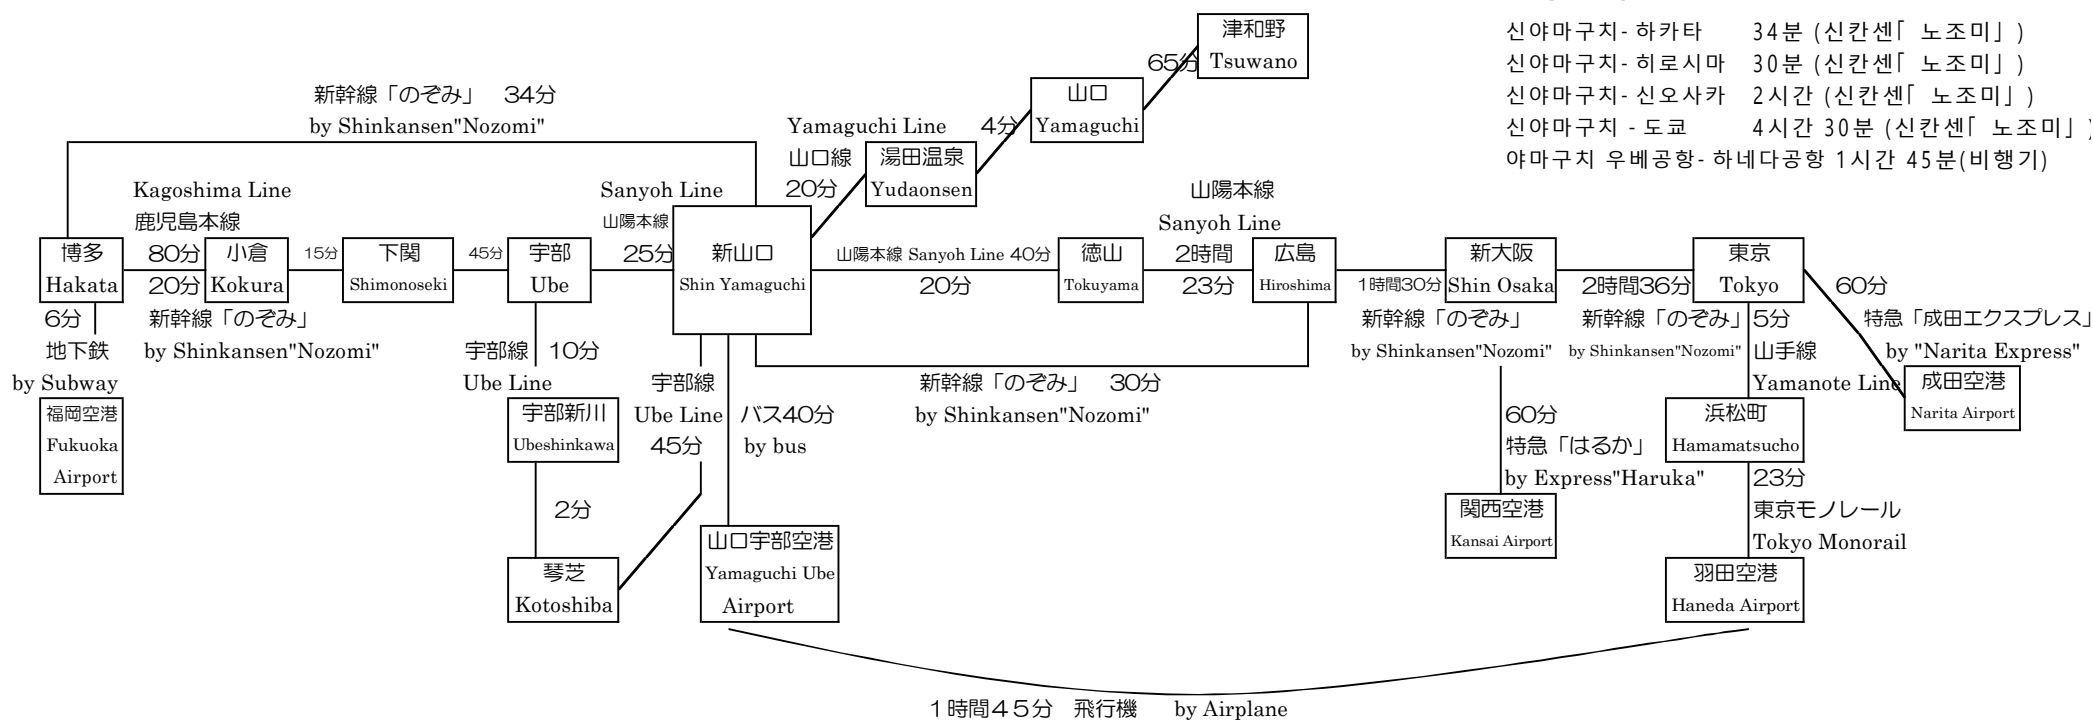 津和野
Tsuwano
신야마구치- 하카타 34분 (신칸센「 노조미」 )
신야마구치- 히로시마 30분 (신칸센「 노조미」 )
신야마구치- 신오사카 2시간 (신칸센「 노조미」 )
신야마구치 - 도쿄 4시간 30분 (신칸센「 노조미」 )
야마구치 우베공항- 하네다공항 1시간 45분(비행기)
65分
山口
Yamaguchi
4分
新幹線「のぞみ」 34分
by Shinkansen"Nozomi"
Yamaguchi Line
山口線
20分
湯田温泉
Yudaonsen
Kagoshima Line
鹿児島本線
80分
20分
新幹線「のぞみ」
by Shinkansen"Nozomi"
Sanyoh Line
山陽本線
25分
山陽本線
Sanyoh Line
2時間
23分
博多
Hakata
小倉
Kokura
15分
下関
Shimonoseki
45分
宇部
Ube
新山口
Shin Yamaguchi
山陽本線 Sanyoh Line 40分
20分
徳山
Tokuyama
広島
Hiroshima
1時間30分
新幹線「のぞみ」
by Shinkansen"Nozomi"
新大阪
Shin Osaka
2時間36分
新幹線「のぞみ」
by Shinkansen"Nozomi"
東京
Tokyo
60分
特急「成田エクスプレス」
by "Narita Express"
成田空港
Narita Airport
6分
地下鉄
by Subway
福岡空港
Fukuoka
Airport
宇部線 10分
Ube Line
宇部新川
Ubeshinkawa
2分
琴芝
Kotoshiba
宇部線
Ube Line
45分
バス40分
by bus
山口宇部空港
Yamaguchi Ube
Airport
新幹線「のぞみ」 30分
by Shinkansen"Nozomi"
60分
特急「はるか」
by Express"Haruka"
関西空港
Kansai Airport
5分
山手線
Yamanote Line
浜松町
Hamamatsucho
23分
東京モノレール
Tokyo Monorail
羽田空港
Haneda Airport
1時間45分 飛行機 by Airplane